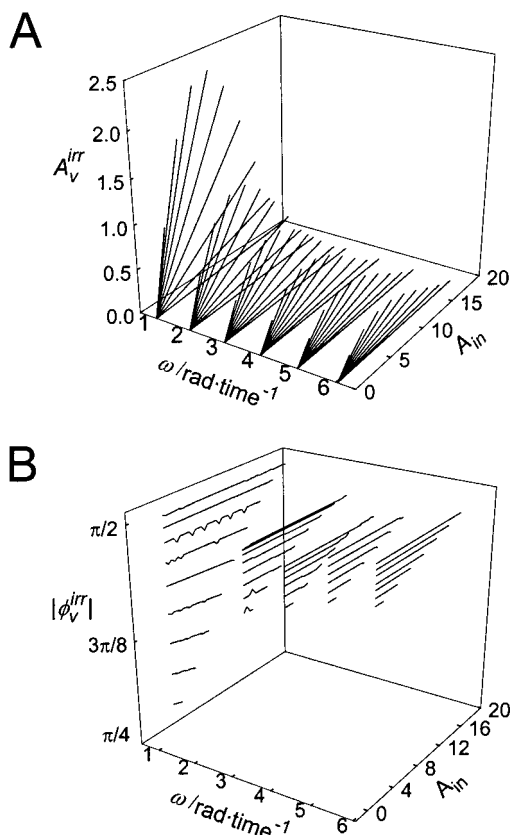 A
2.5
2.0
A_v^irr
1.5
1.0
0.5
0.0
1 2 3 4 5 6
ω/rad·time⁻¹
0 5 10 15 20
A_in
B
π/2
|ϕ_v^irr|
3π/8
π/4
1 2 3 4 5 6
ω/rad·time⁻¹
0 4 8 12 16 20
A_in